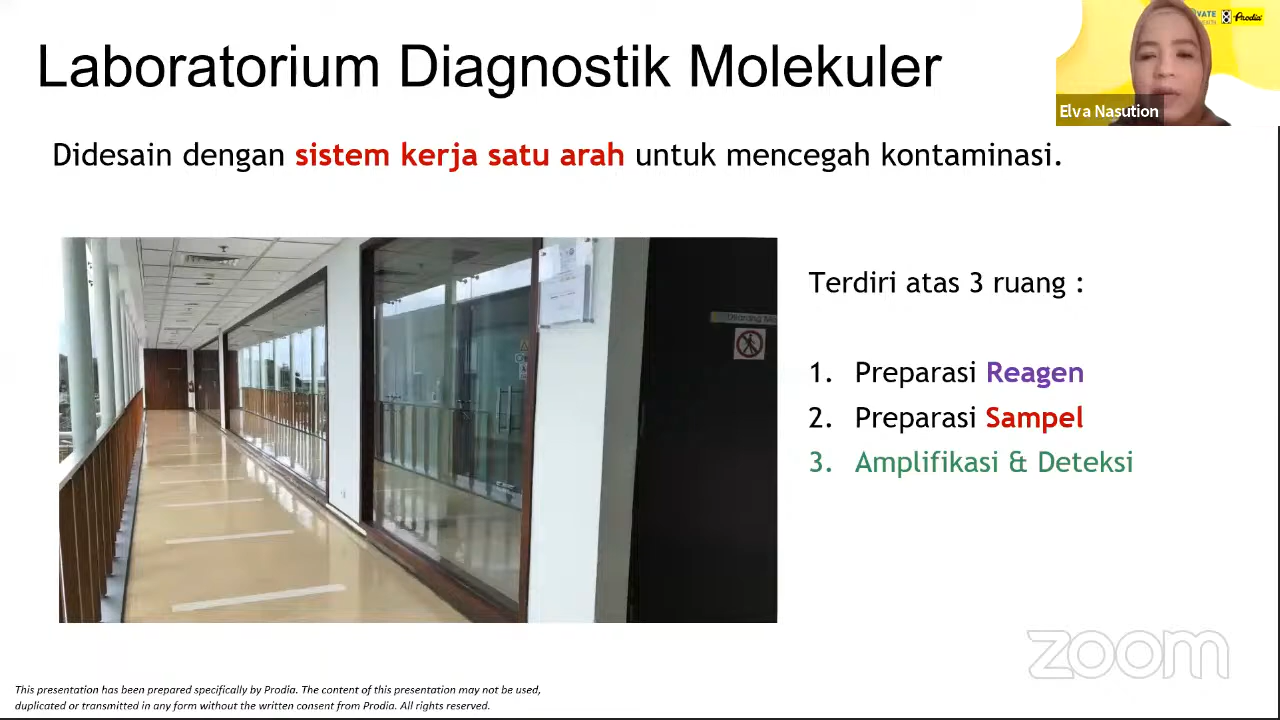 Laboratorium Diagnostik Molekuler
VATE
Prodia
Elva Nasution
Didesain dengan sistem kerja satu arah untuk mencegah kontaminasi.
Terdiri atas 3 ruang :
1. Preparasi Reagen
2. Preparasi Sampel
3. Amplifikasi & Deteksi
zoom
This presentation has been prepared specifically by Prodia. The content of this presentation may not be used,
duplicated or transmitted in any form without the written consent from Prodia. All rights reserved.